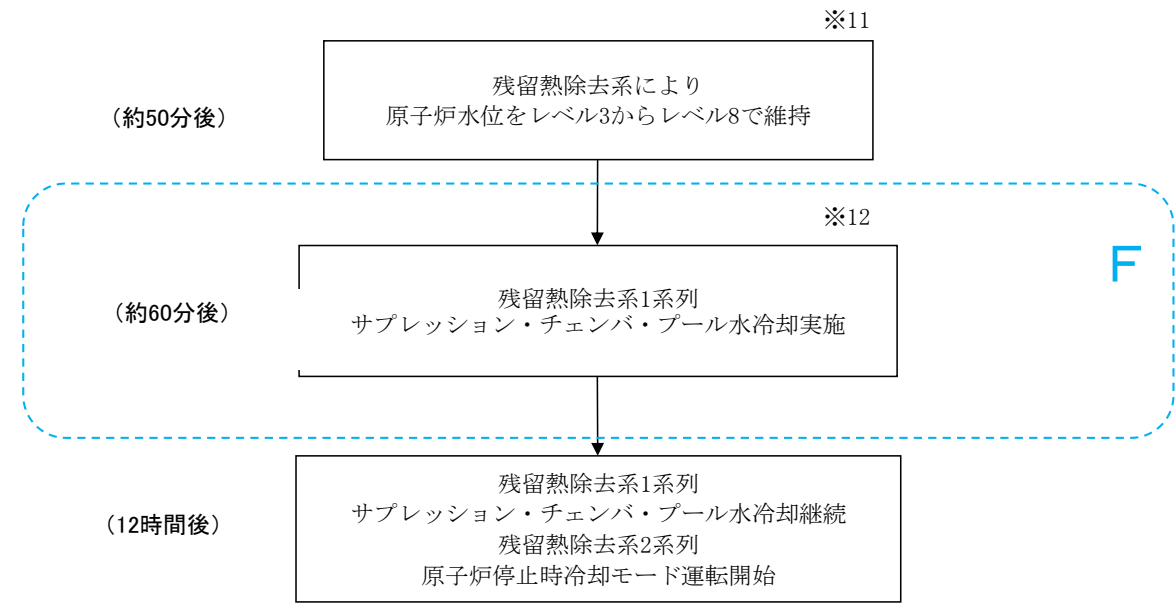 ※11
残留熱除去系により
(約50分後)
原子炉水位をレベル3からレベル8で維持
※12
F
残留熱除去系1系列
(約60分後)
サプレッション・チェンバ・プール水冷却実施
残留熱除去系1系列
サプレッション・チェンバ・プール水冷却継続
(12時間後)
残留熱除去系2系列
原子炉停止時冷却モード運転開始